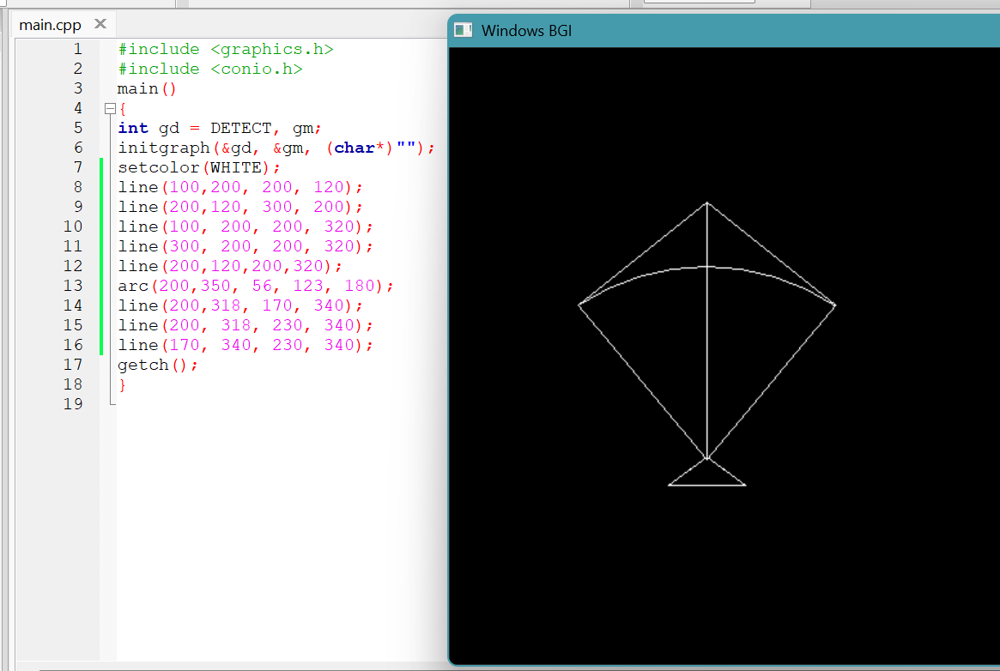 main.cpp
Windows BGI
1 #include <graphics.h>
2 #include <conio.h>
3 main()
4 {
5 int gd = DETECT, gm;
6 initgraph(&gd, &gm, (char*)"");
7 setcolor(WHITE);
8 line(100,200, 200, 120);
9 line(200,120, 300, 200);
10 line(100, 200, 200, 320);
11 line(300, 200, 200, 320);
12 line(200,120,200,320);
13 arc(200,350, 56, 123, 180);
14 line(200,318, 170, 340);
15 line(200, 318, 230, 340);
16 line(170, 340, 230, 340);
17 getch();
18 }
19